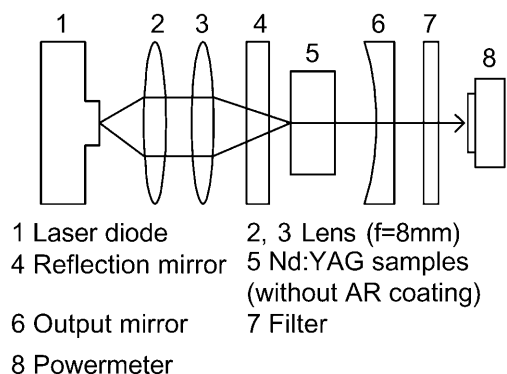 1 2 3 4 5 6 7 8
1 Laser diode 2, 3 Lens (f=8mm)
4 Reflection mirror 5 Nd:YAG samples
(without AR coating)
6 Output mirror 7 Filter
8 Powermeter